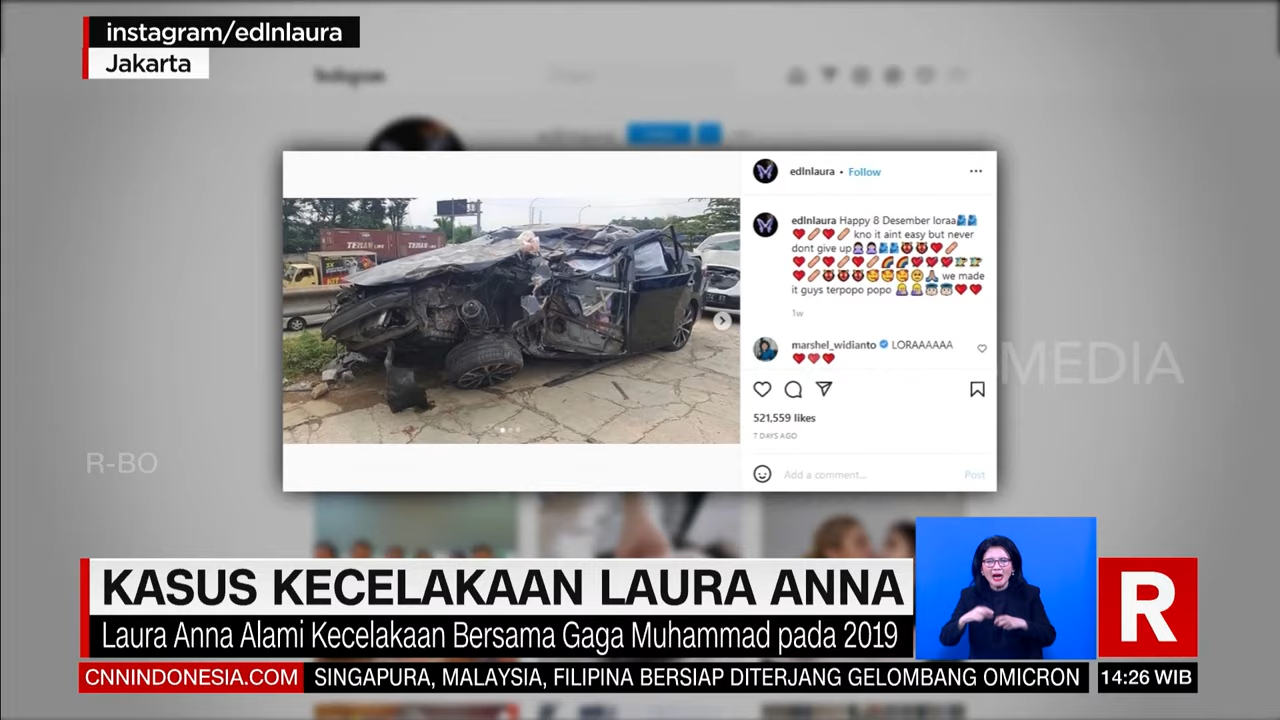 instagram/edlnlaura
Jakarta
edlnlaura • Follow
edlnlaura Happy 8 Desember loraa🫂🫂
❤️🩹❤️🩹 kno it aint easy but never
dont give up
we made
it guys terpopo popo
1w
marshel_widianto LORAAAAAA
❤️❤️❤️
521,559 likes
7 DAYS AGO
Add a comment... Post
MEDIA
R-BO
KASUS KECELAKAAN LAURA ANNA
Laura Anna Alami Kecelakaan Bersama Gaga Muhammad pada 2019
R
CNNINDONESIA.COM SINGAPURA, MALAYSIA, FILIPINA BERSIAP DITERJANG GELOMBANG OMICRON 14:26 WIB